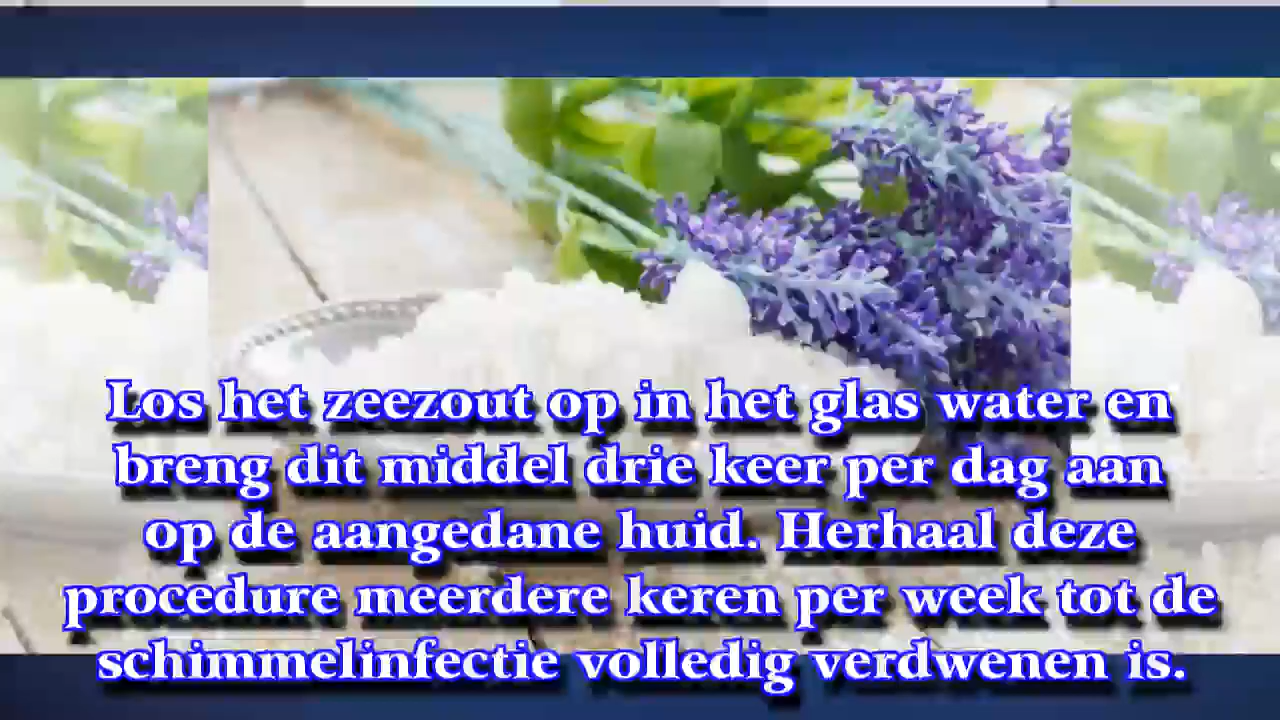 Los het zeezout op in het glas water en
breng dit middel drie keer per dag aan
op de aangedane huid. Herhaal deze
procedure meerdere keren per week tot de
schimmelinfectie volledig verdwenen is.